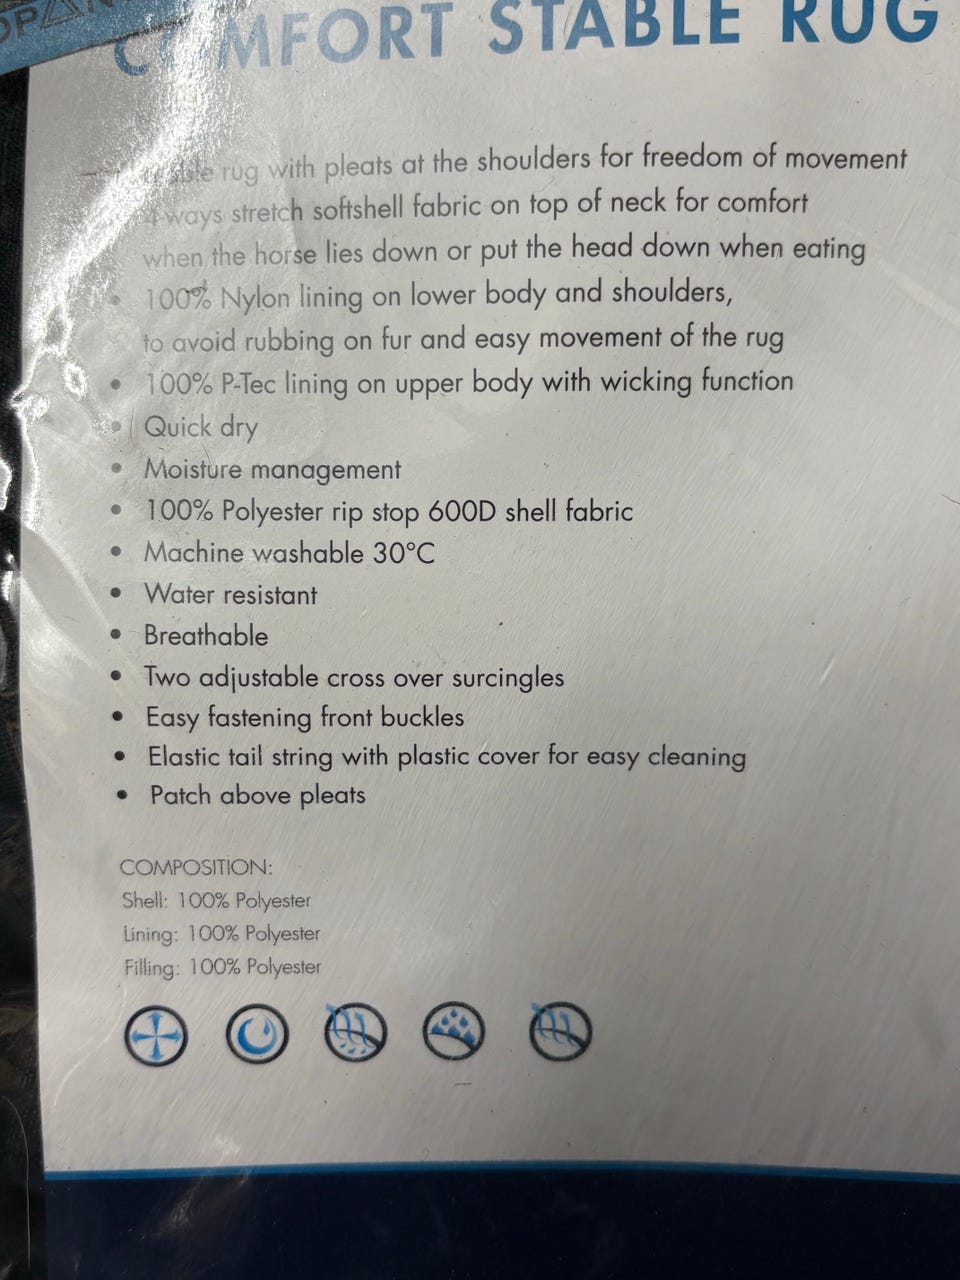 COMFORT STABLE RUG
rug with pleats at the shoulders for freedom of movement
4 ways stretch softshell fabric on top of neck for comfort
when the horse lies down or put the head down when eating
• 100% Nylon lining on lower body and shoulders,
to avoid rubbing on fur and easy movement of the rug
• 100% P-Tec lining on upper body with wicking function
• Quick dry
• Moisture management
• 100% Polyester rip stop 600D shell fabric
• Machine washable 30°C
• Water resistant
• Breathable
• Two adjustable cross over surcingles
• Easy fastening front buckles
• Elastic tail string with plastic cover for easy cleaning
• Patch above pleats
COMPOSITION:
Shell: 100% Polyester
Lining: 100% Polyester
Filling: 100% Polyester